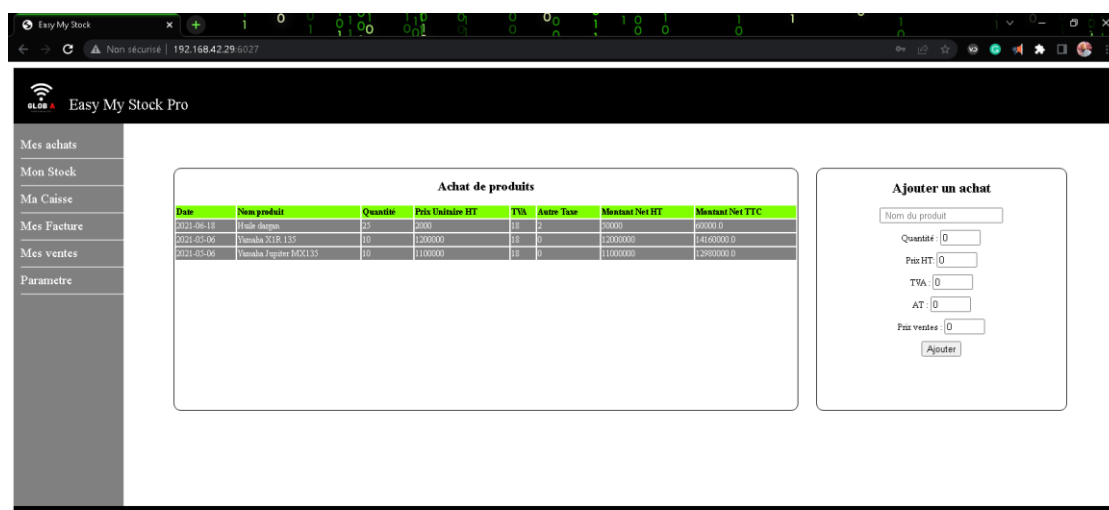 Easy My Stock
Non sécurisé 192.168.42.29:6027
GLOB A
Easy My Stock Pro
Mes achats
Mon Stock
Ma Caisse
Mes Facture
Mes ventes
Parametre
Achat de produits
Date Nom produit Quantité Prix Unitaire HT TVA Autre Taxe Montant Net HT Montant Net TTC
2021-06-18 Huile dargan 25 2000 18 2 50000 60000.0
2021-05-06 Yamaha X1R 135 10 1200000 18 0 12000000 14160000.0
2021-05-06 Yamaha Jupiter MX135 10 1100000 18 0 11000000 12980000.0
Ajouter un achat
Nom du produit
Quantité : 0
Prix HT: 0
TVA : 0
AT : 0
Prix ventes : 0
Ajouter